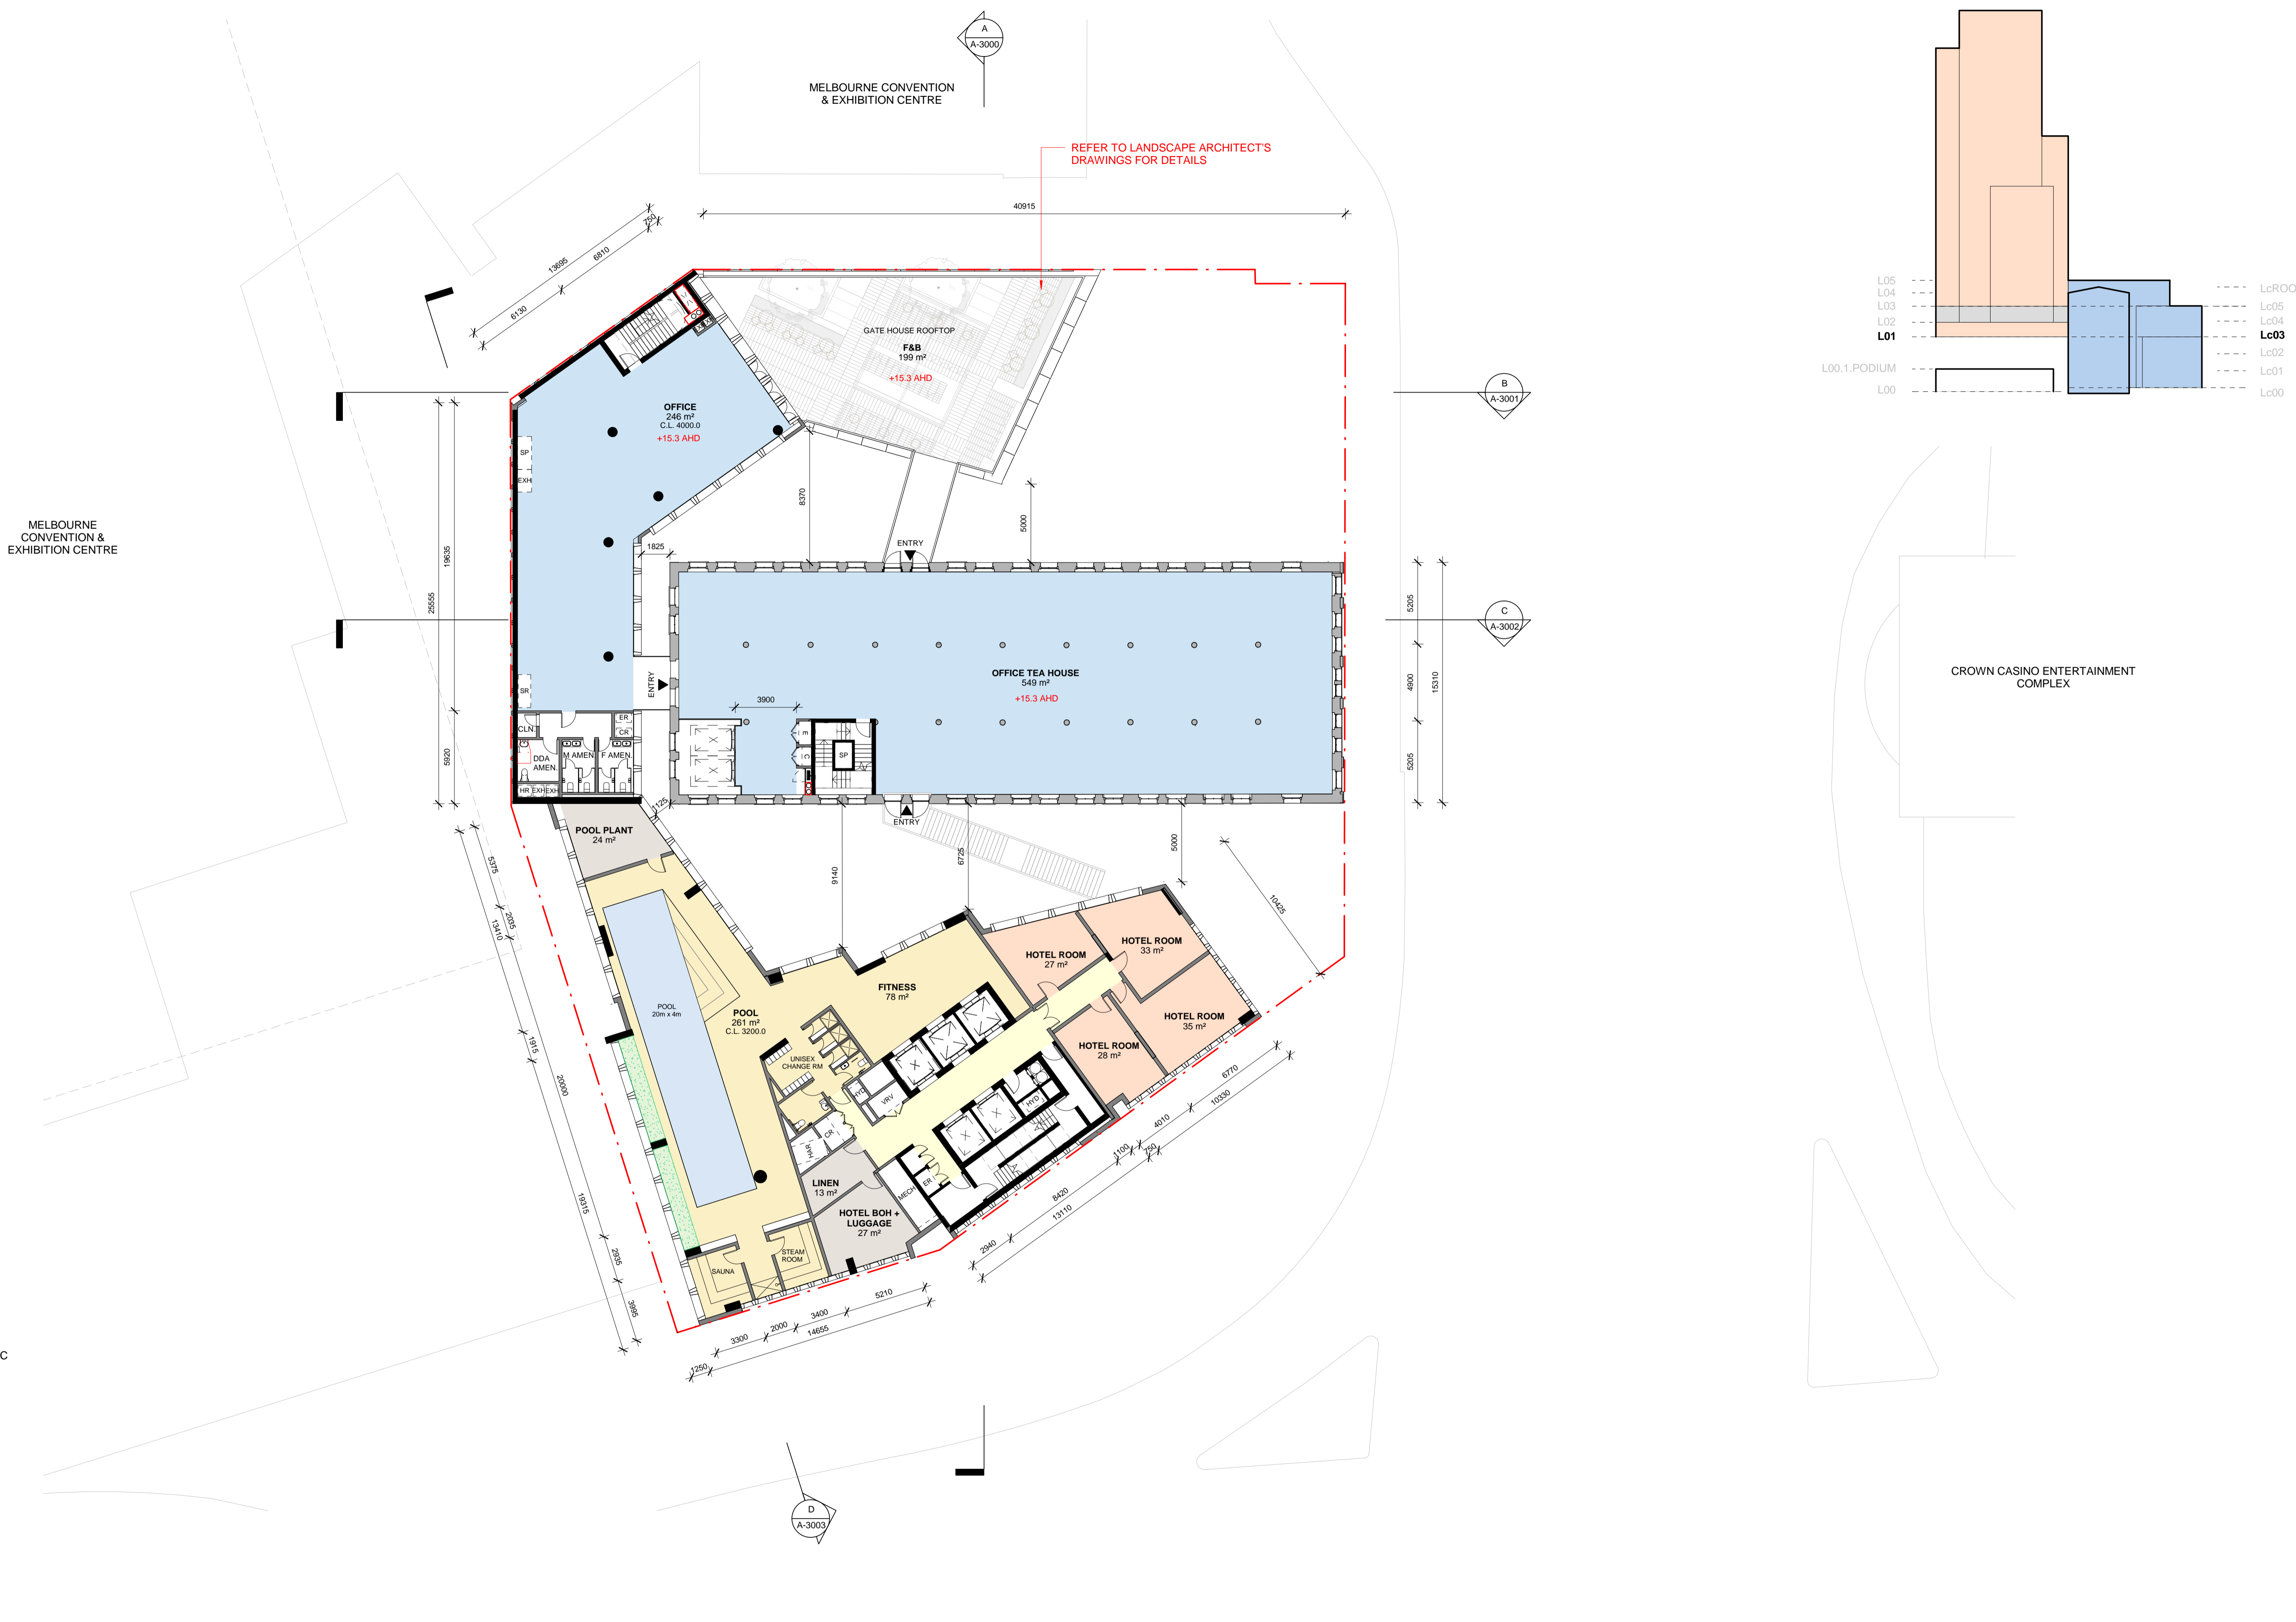 A
A-3000
MELBOURNE CONVENTION
& EXHIBITION CENTRE
REFER TO LANDSCAPE ARCHITECT'S
DRAWINGS FOR DETAILS
40915
13695
750
6810
6130
GATE HOUSE ROOFTOP
F&B
199 m²
+15.3 AHD
L05
L04
L03
L02
L01
L00.1.PODIUM
L00
LcROO
Lc05
Lc04
Lc03
Lc02
Lc01
Lc00
B
A-3001
OFFICE
246 m²
C.L. 4000.0
+15.3 AHD
SP
EXH
SR
MELBOURNE
CONVENTION &
EXHIBITION CENTRE
25555
19635
5920
8370
5000
1825
ENTRY
ENTRY
5205
4900
5205
15310
C
A-3002
OFFICE TEA HOUSE
549 m²
+15.3 AHD
3900
E
C
SP
CROWN CASINO ENTERTAINMENT
COMPLEX
CLN.
ER
CR
DDA
AMEN.
M AMEN.
F AMEN.
HR
EXH
EXH
1125
ENTRY
POOL PLANT
24 m²
5375
2035
13410
9140
6725
5000
10425
POOL
20m x 4m
POOL
261 m²
C.L. 3200.0
FITNESS
78 m²
HOTEL ROOM
27 m²
HOTEL ROOM
33 m²
HOTEL ROOM
35 m²
HOTEL ROOM
28 m²
UNISEX
CHANGE RM
HYD
VRV
HYD
CR
HAR
LINEN
13 m²
MECH
ER
HOTEL BOH +
LUGGAGE
27 m²
SAUNA
STEAM
ROOM
1915
20000
19315
2935
3995
6770
10330
4010
1100
750
8420
13110
2940
5210
3400
2000
3300
14655
1250
C
D
A-3003